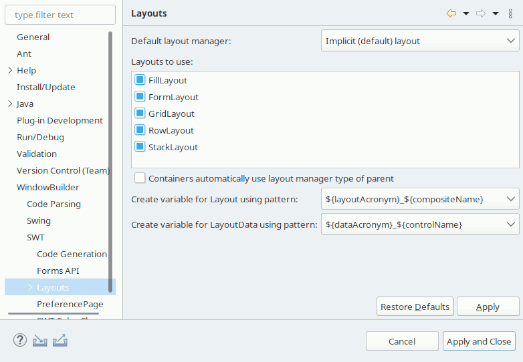 type filter text
General
Ant
Help
Install/Update
Java
Plug-in Development
Run/Debug
Validation
Version Control (Team)
WindowBuilder
Code Parsing
Swing
SWT
Code Generation
Forms API
Layouts
PreferencePage
Layouts
Default layout manager:
Implicit (default) layout
Layouts to use:
FillLayout
FormLayout
GridLayout
RowLayout
StackLayout
Containers automatically use layout manager type of parent
Create variable for Layout using pattern:
${layoutAcronym}_${compositeName}
Create variable for LayoutData using pattern:
${dataAcronym}_${controlName}
Restore Defaults
Apply
Cancel
Apply and Close